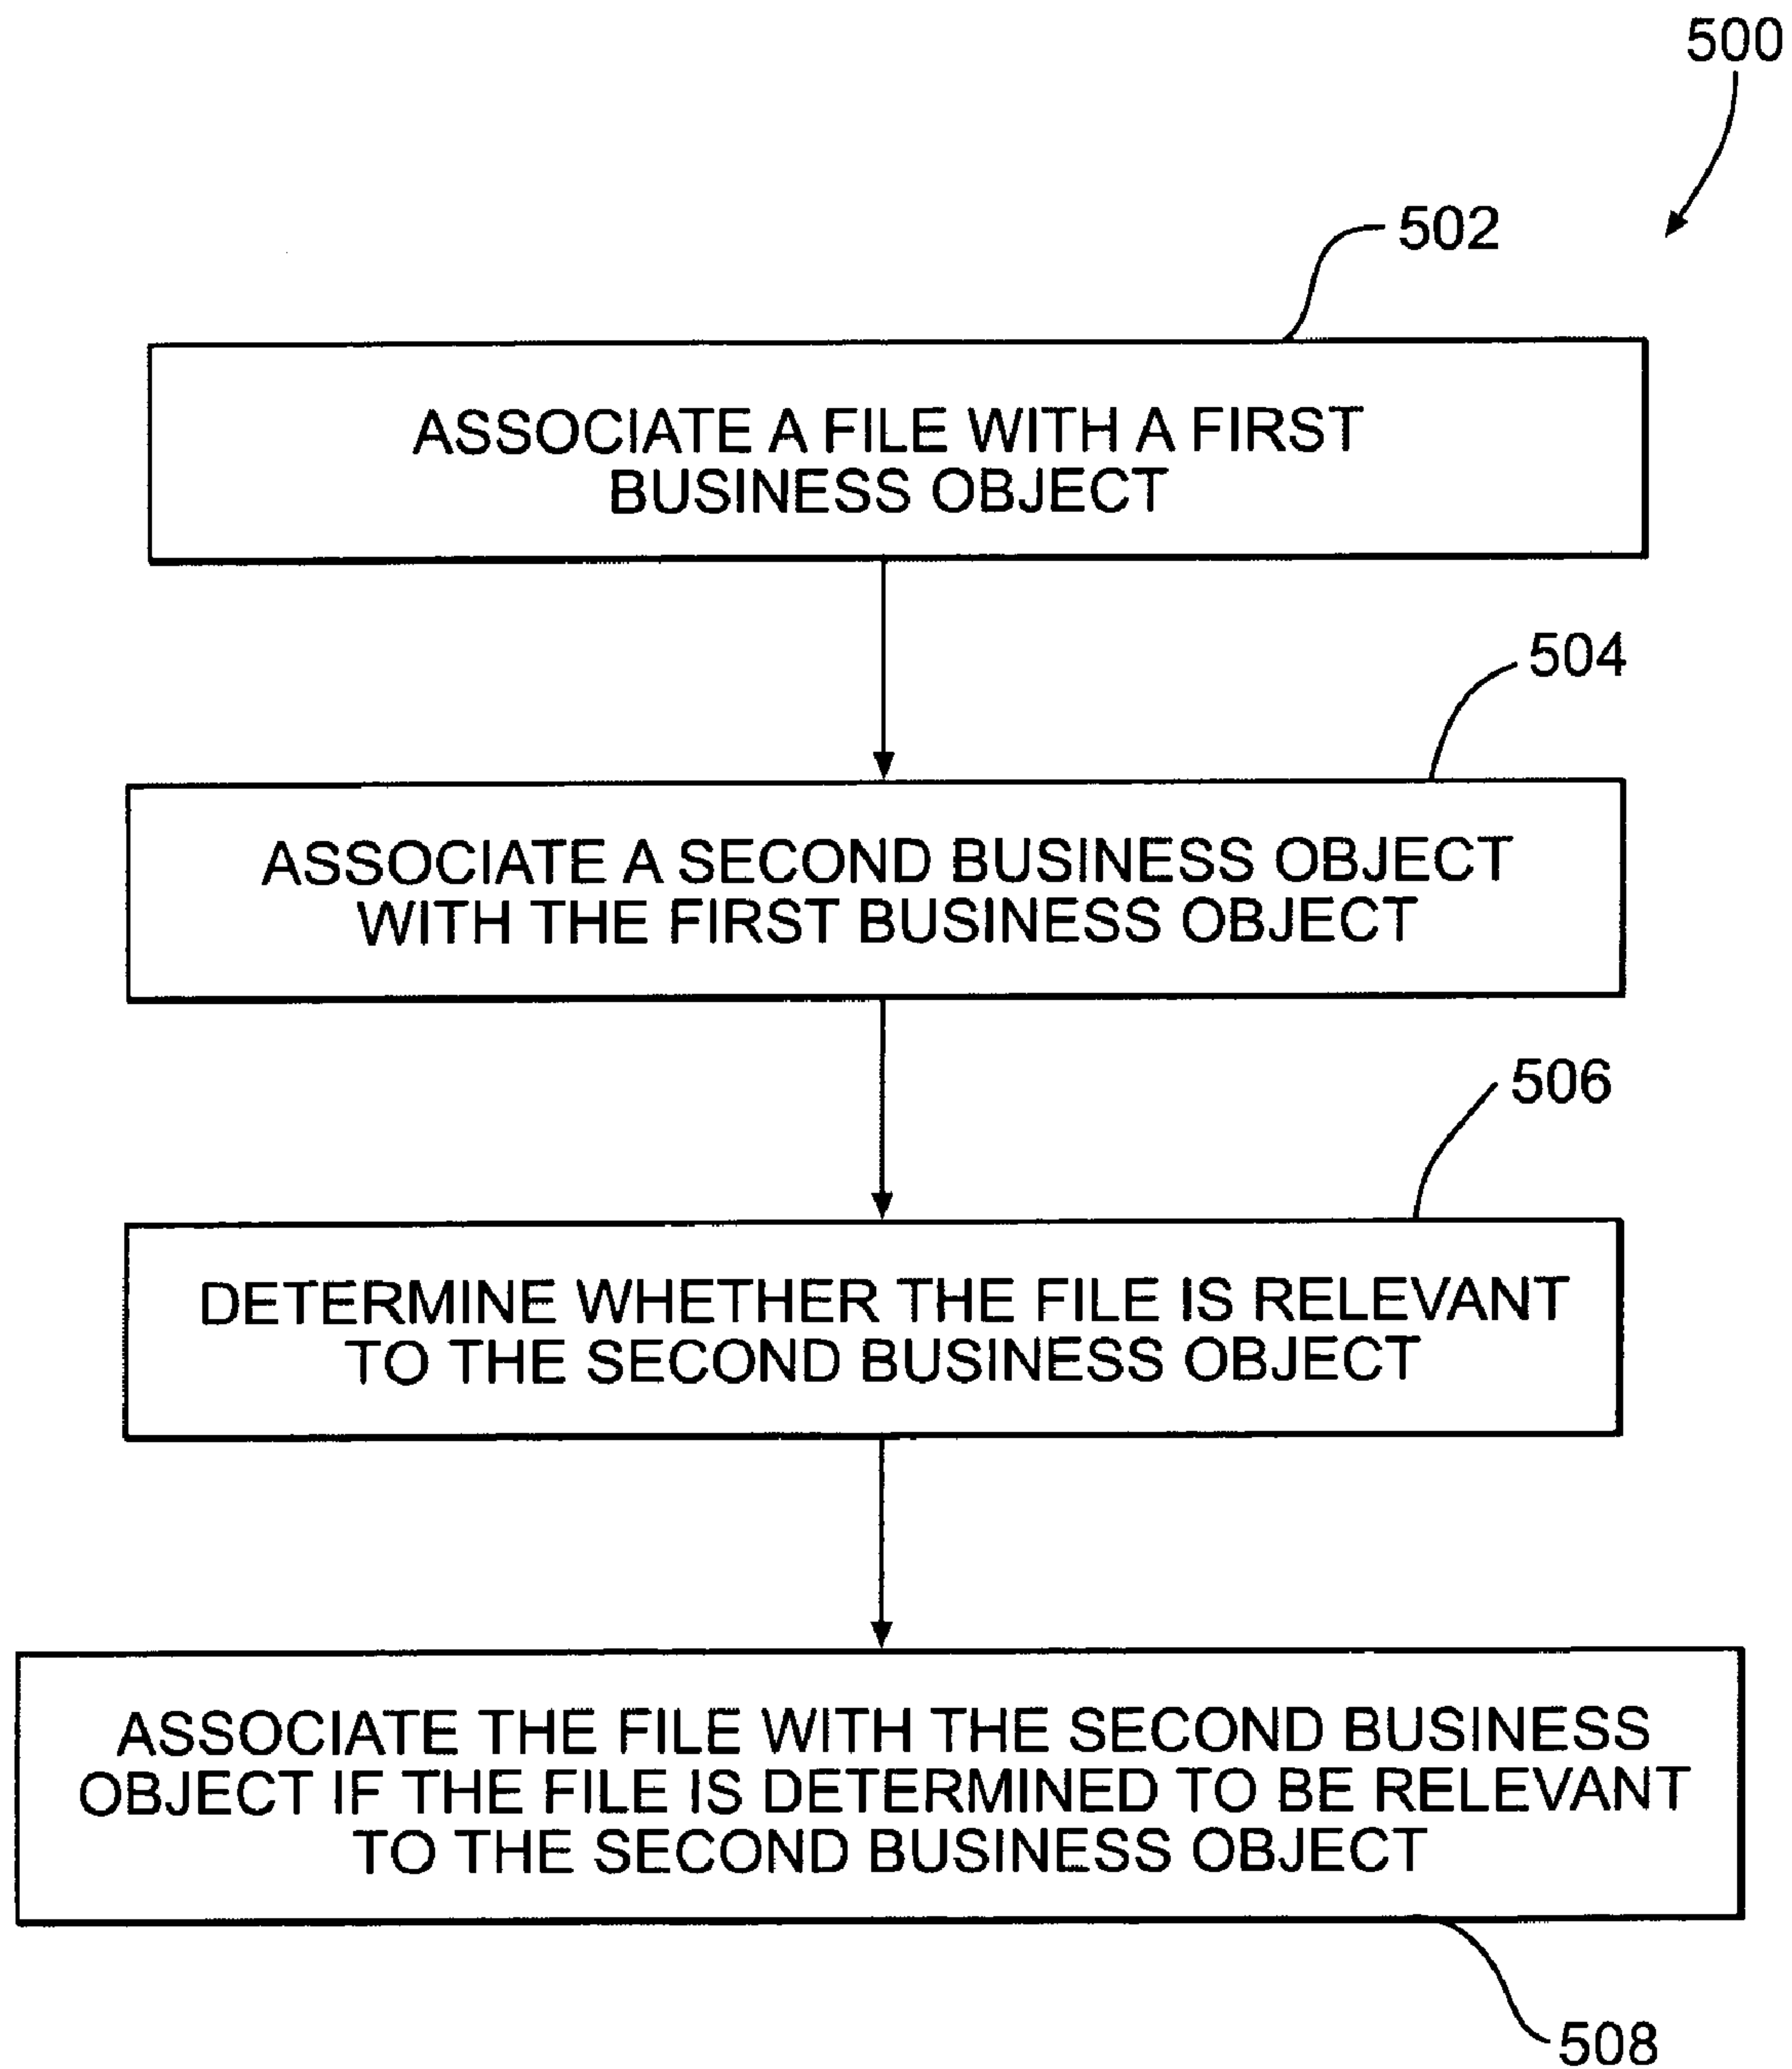 500
502
ASSOCIATE A FILE WITH A FIRST
BUSINESS OBJECT
504
ASSOCIATE A SECOND BUSINESS OBJECT
WITH THE FIRST BUSINESS OBJECT
506
DETERMINE WHETHER THE FILE IS RELEVANT
TO THE SECOND BUSINESS OBJECT
ASSOCIATE THE FILE WITH THE SECOND BUSINESS
OBJECT IF THE FILE IS DETERMINED TO BE RELEVANT
TO THE SECOND BUSINESS OBJECT
508